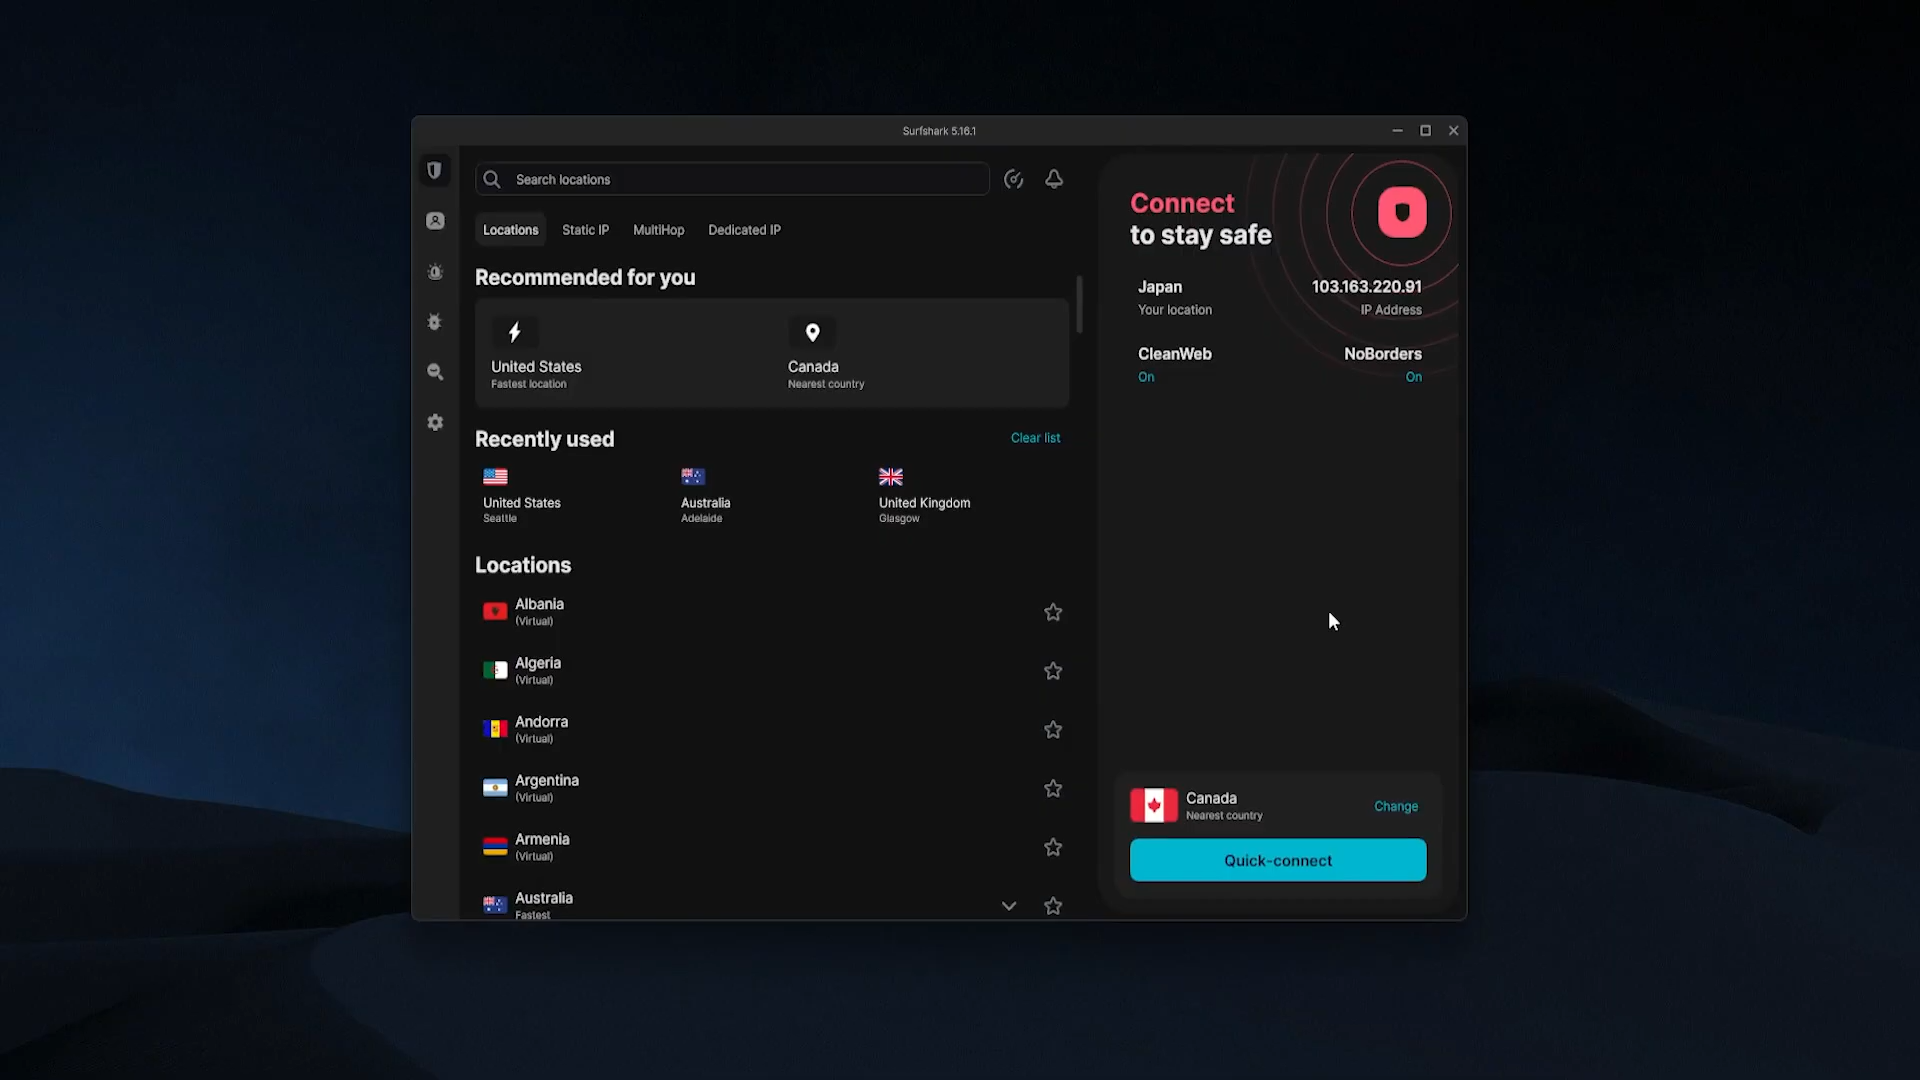 Surfshark 5.16.1
Search locations
Locations
Static IP
MultiHop
Dedicated IP
Recommended for you
United States
Fastest location
Canada
Nearest country
Recently used
Clear list
United States
Seattle
Australia
Adelaide
United Kingdom
Glasgow
Locations
Albania
(Virtual)
Algeria
(Virtual)
Andorra
(Virtual)
Argentina
(Virtual)
Armenia
(Virtual)
Australia
Fastest
Connect
to stay safe
Japan
Your location
103.163.220.91
IP Address
CleanWeb
On
NoBorders
On
Canada
Nearest country
Change
Quick-connect